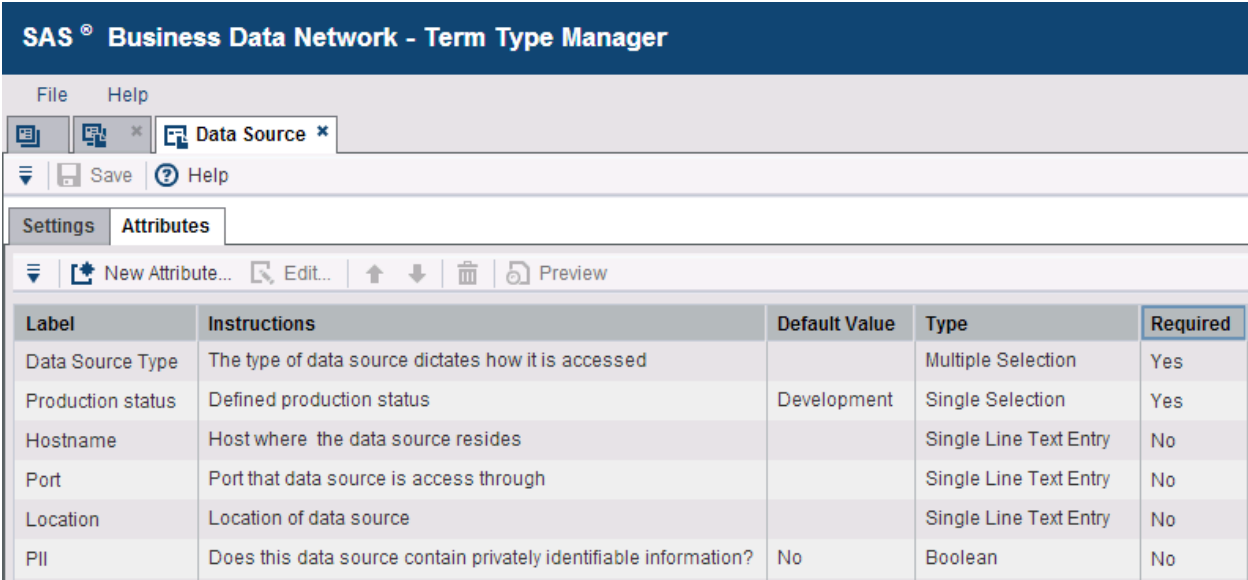 SAS ® Business Data Network - Term Type Manager
File Help
Data Source
Save Help
Settings Attributes
New Attribute... Edit... Preview
Label Instructions Default Value Type Required
Data Source Type The type of data source dictates how it is accessed Multiple Selection Yes
Production status Defined production status Development Single Selection Yes
Hostname Host where the data source resides Single Line Text Entry No
Port Port that data source is access through Single Line Text Entry No
Location Location of data source Single Line Text Entry No
PII Does this data source contain privately identifiable information? No Boolean No